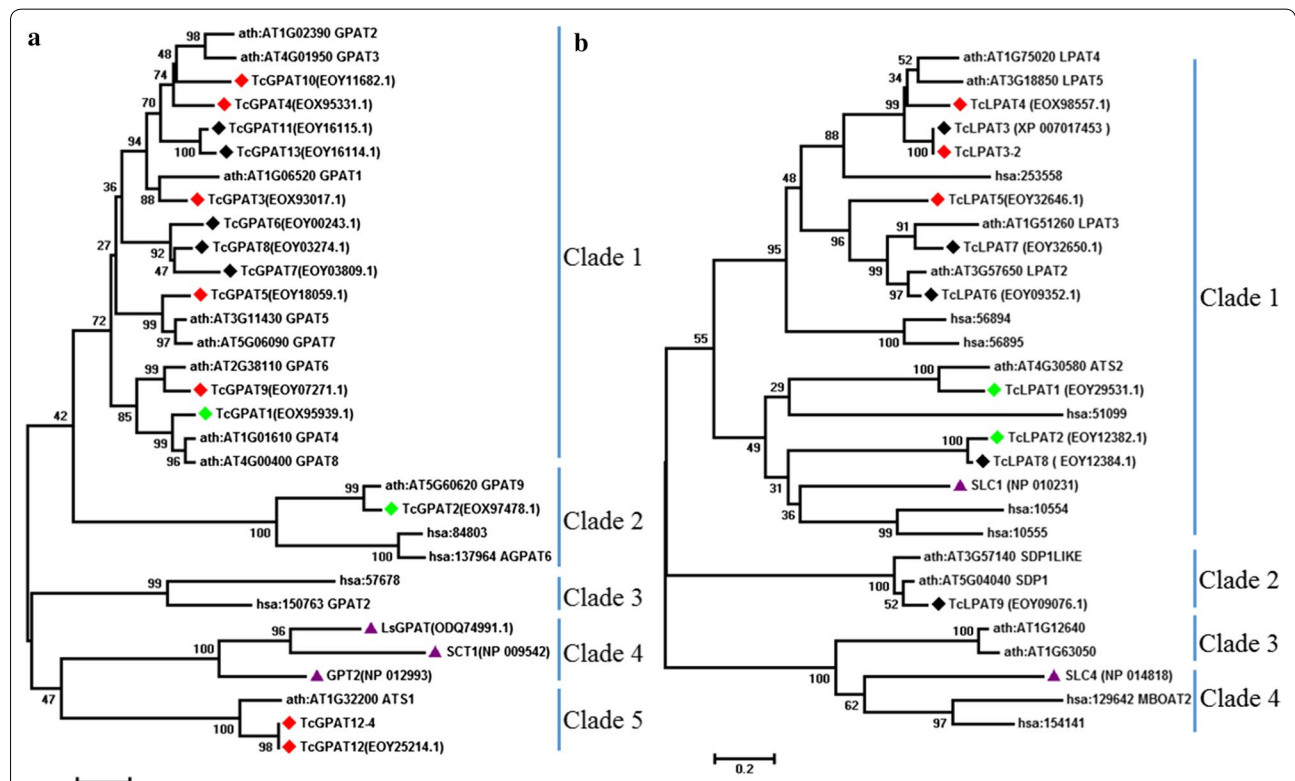 a
98
ath:AT1G02390 GPAT2
48
ath:AT4G01950 GPAT3
74
TcGPAT10(EOY11682.1)
70
TcGPAT4(EOX95331.1)
TcGPAT11(EOY16115.1)
94
100
TcGPAT13(EOY16114.1)
ath:AT1G06520 GPAT1
36
88
TcGPAT3(EOX93017.1)
TcGPAT6(EOY00243.1)
27
92
TcGPAT8(EOY03274.1)
47
TcGPAT7(EOY03809.1)
Clade 1
TcGPAT5(EOY18059.1)
72
99
ath:AT3G11430 GPAT5
97
ath:AT5G06090 GPAT7
99
ath:AT2G38110 GPAT6
TcGPAT9(EOY07271.1)
85
TcGPAT1(EOX95939.1)
42
99
ath:AT1G01610 GPAT4
96
ath:AT4G00400 GPAT8
99
ath:AT5G60620 GPAT9
TcGPAT2(EOX97478.1)
Clade 2
100
hsa:84803
100
hsa:137964 AGPAT6
99
hsa:57678
Clade 3
hsa:150763 GPAT2
96
LsGPAT(ODQ74991.1)
100
SCT1(NP 009542)
Clade 4
GPT2(NP 012993)
47
ath:AT1G32200 ATS1
100
TcGPAT12-4
Clade 5
98
TcGPAT12(EOY25214.1)
b
52
ath:AT1G75020 LPAT4
34
ath:AT3G18850 LPAT5
99
TcLPAT4 (EOX98557.1)
88
TcLPAT3 (XP 007017453 )
100
TcLPAT3-2
48
hsa:253558
TcLPAT5(EOY32646.1)
91
ath:AT1G51260 LPAT3
96
TcLPAT7 (EOY32650.1)
95
99
ath:AT3G57650 LPAT2
97
TcLPAT6 (EOY09352.1)
Clade 1
hsa:56894
100
hsa:56895
55
100
ath:AT4G30580 ATS2
29
TcLPAT1 (EOY29531.1)
hsa:51099
49
100
TcLPAT2 (EOY12382.1)
TcLPAT8 ( EOY12384.1)
31
SLC1 (NP 010231)
36
hsa:10554
99
hsa:10555
ath:AT3G57140 SDP1LIKE
100
ath:AT5G04040 SDP1
Clade 2
52
TcLPAT9 (EOY09076.1)
100
ath:AT1G12640
Clade 3
ath:AT1G63050
100
SLC4 (NP 014818)
62
hsa:129642 MBOAT2
Clade 4
97
hsa:154141
0.2